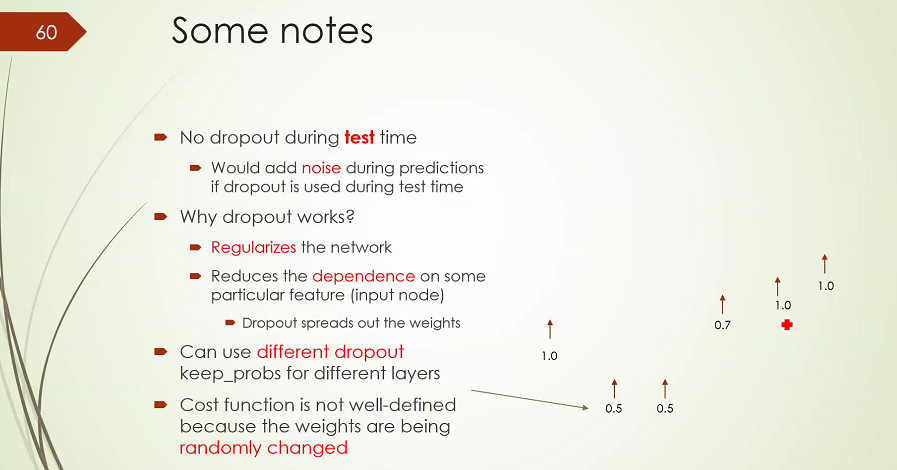 60
Some notes
No dropout during test time
Would add noise during predictions
if dropout is used during test time
Why dropout works?
Regularizes the network
Reduces the dependence on some
particular feature (input node)
Dropout spreads out the weights
Can use different dropout
keep_probs for different layers
Cost function is not well-defined
because the weights are being
randomly changed
1.0
0.5 0.5
0.7
1.0
1.0